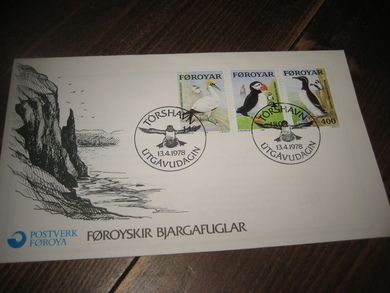 FØROYAR FØROYAR FØROYAR
400
TÓRSHAVN
13.4.1978
ÚTGÁVUDAGIN
TÓRSHAVN
13.4.1978
ÚTGÁVUDAGIN
POSTVERK
FØROYA
FØROYSKIR BJARGAFUGLAR